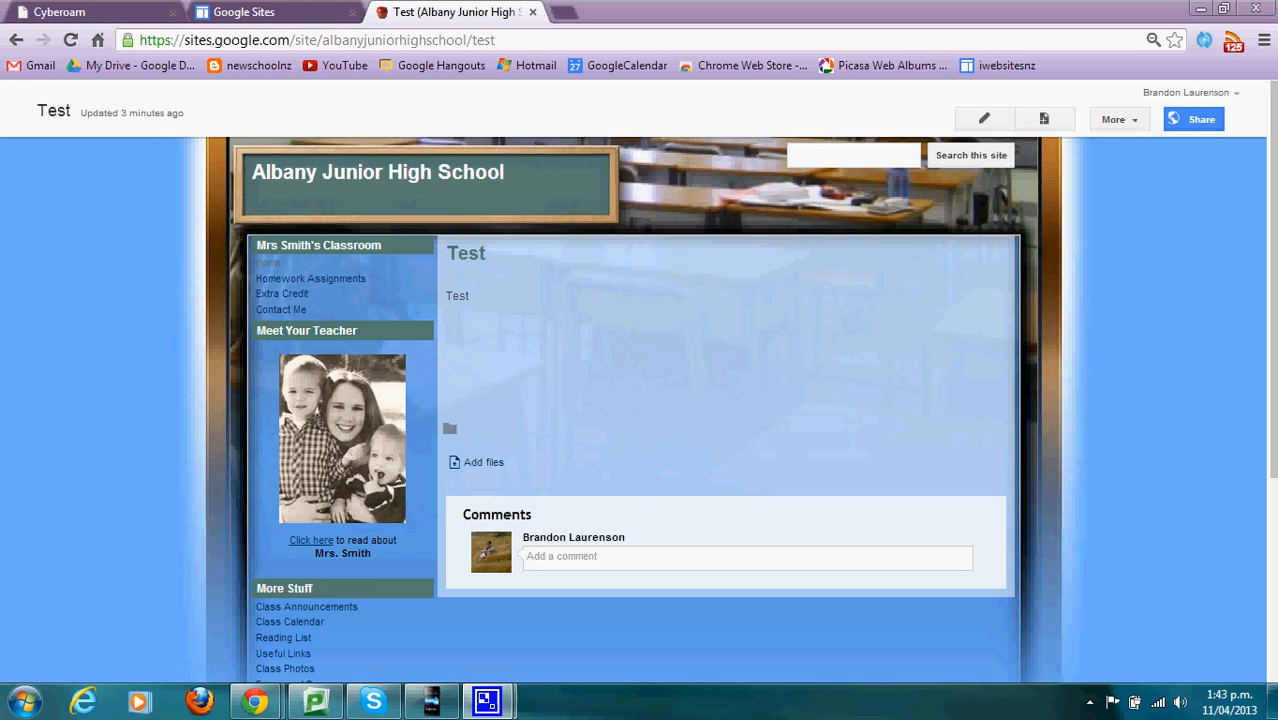 Cyberoam
Google Sites
Test (Albany Junior High S
https://sites.google.com/site/albanyjuniorhighschool/test
125
Gmail
My Drive - Google D...
newschoolnz
YouTube
Google Hangouts
Hotmail
27 GoogleCalendar
Chrome Web Store -...
Picasa Web Albums ...
iwebsitesnz
Brandon Laurenson
Test Updated 3 minutes ago
More
Share
Albany Junior High School
Search this site
Mrs Smith's Classroom
Home
Homework Assignments
Extra Credit
Contact Me
Meet Your Teacher
Click here to read about
Mrs. Smith
More Stuff
Class Announcements
Class Calendar
Reading List
Useful Links
Class Photos
Test
Test
Add files
Comments
Brandon Laurenson
Add a comment
1:43 p.m.
11/04/2013